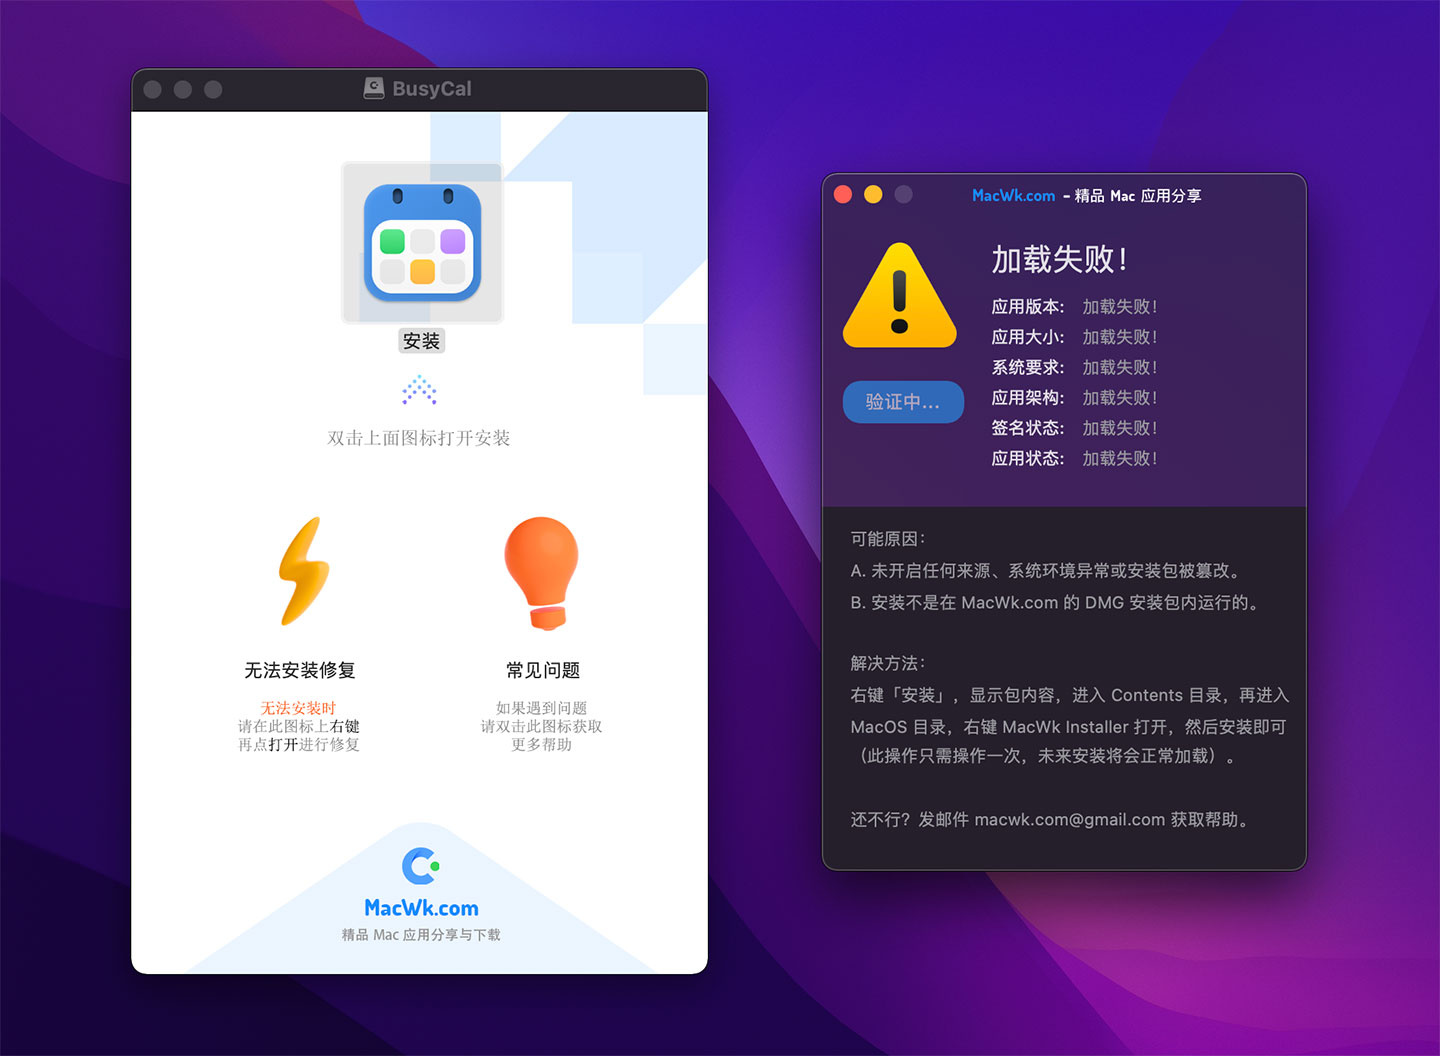 BusyCal
安装
双击上面图标打开安装
无法安装修复
无法安装时
请在此图标上右键
再点打开进行修复
常见问题
如果遇到问题
请双击此图标获取
更多帮助
MacWk.com
精品 Mac 应用分享与下载
MacWk.com - 精品 Mac 应用分享
加载失败！
应用版本： 加载失败！
应用大小： 加载失败！
系统要求： 加载失败！
应用架构： 加载失败！
签名状态： 加载失败！
应用状态： 加载失败！
验证中...
可能原因：
A. 未开启任何来源、系统环境异常或安装包被篡改。
B. 安装不是在 MacWk.com 的 DMG 安装包内运行的。
解决方法：
右键「安装」，显示包内容，进入 Contents 目录，再进入
MacOS 目录，右键 MacWk Installer 打开，然后安装即可
（此操作只需操作一次，未来安装将会正常加载）。
还不行？发邮件 macwk.com@gmail.com 获取帮助。